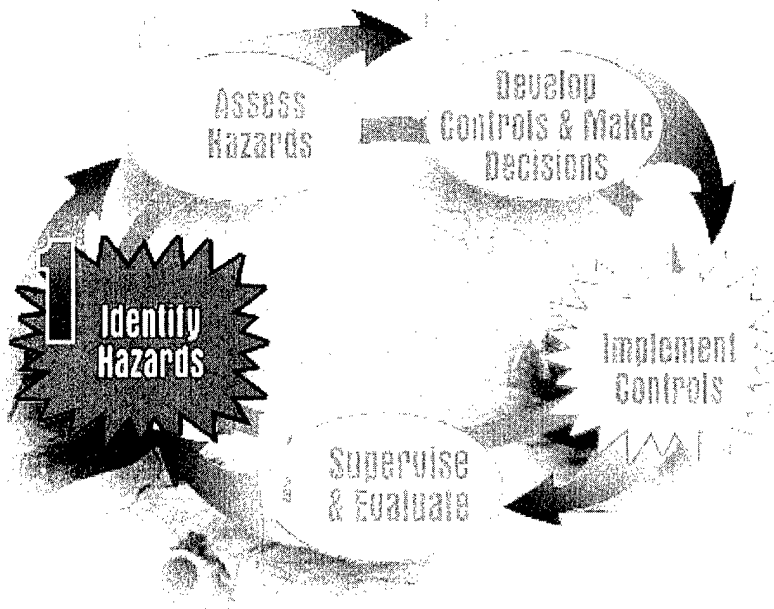 Assess
Hazards
Develop
Controls & Make
Decisions
1
Identify
Hazards
Implement
Controls
Supervise
& Evaluate